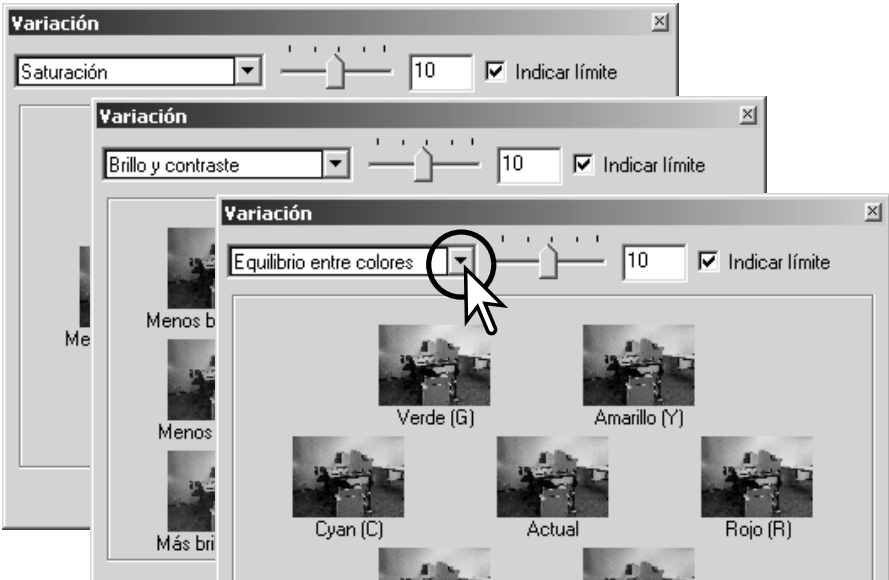 Variación
Saturación 10 Indicar límite
Me
Variación
Brillo y contraste 10 Indicar límite
Menos b
Menos
Más bri
Variación
Equilibrio entre colores 10 Indicar límite
Verde (G) Amarillo (Y)
Cyan (C) Actual Rojo (R)